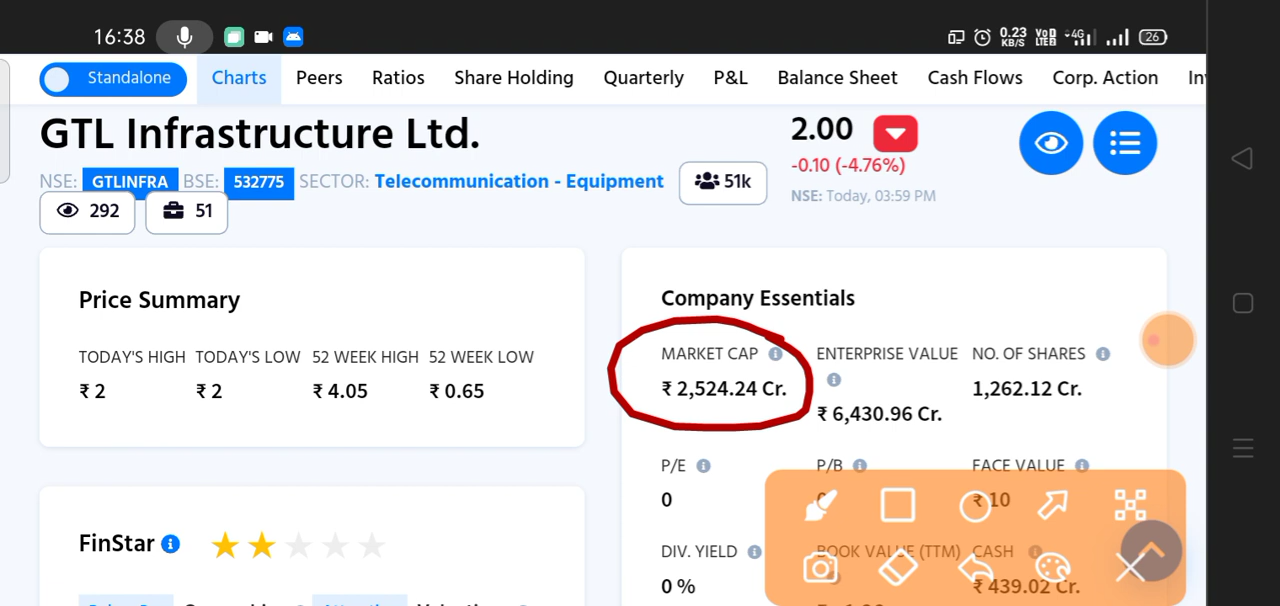 16:38 0.23 KB/S VoD LTE 4G 26
Standalone Charts Peers Ratios Share Holding Quarterly P&L Balance Sheet Cash Flows Corp. Action
GTL Infrastructure Ltd.
NSE: GTLINFRA BSE: 532775 SECTOR: Telecommunication - Equipment 51k
292 51
2.00
-0.10 (-4.76%)
NSE: Today, 03:59 PM
Price Summary
TODAY'S HIGH TODAY'S LOW 52 WEEK HIGH 52 WEEK LOW
₹ 2 ₹ 2 ₹ 4.05 ₹ 0.65
FinStar
Company Essentials
MARKET CAP ENTERPRISE VALUE NO. OF SHARES
₹ 2,524.24 Cr. ₹ 6,430.96 Cr. 1,262.12 Cr.
P/E P/B FACE VALUE
0 ₹ 10
DIV. YIELD BOOK VALUE (TTM) CASH
0 % ₹ 439.02 Cr.